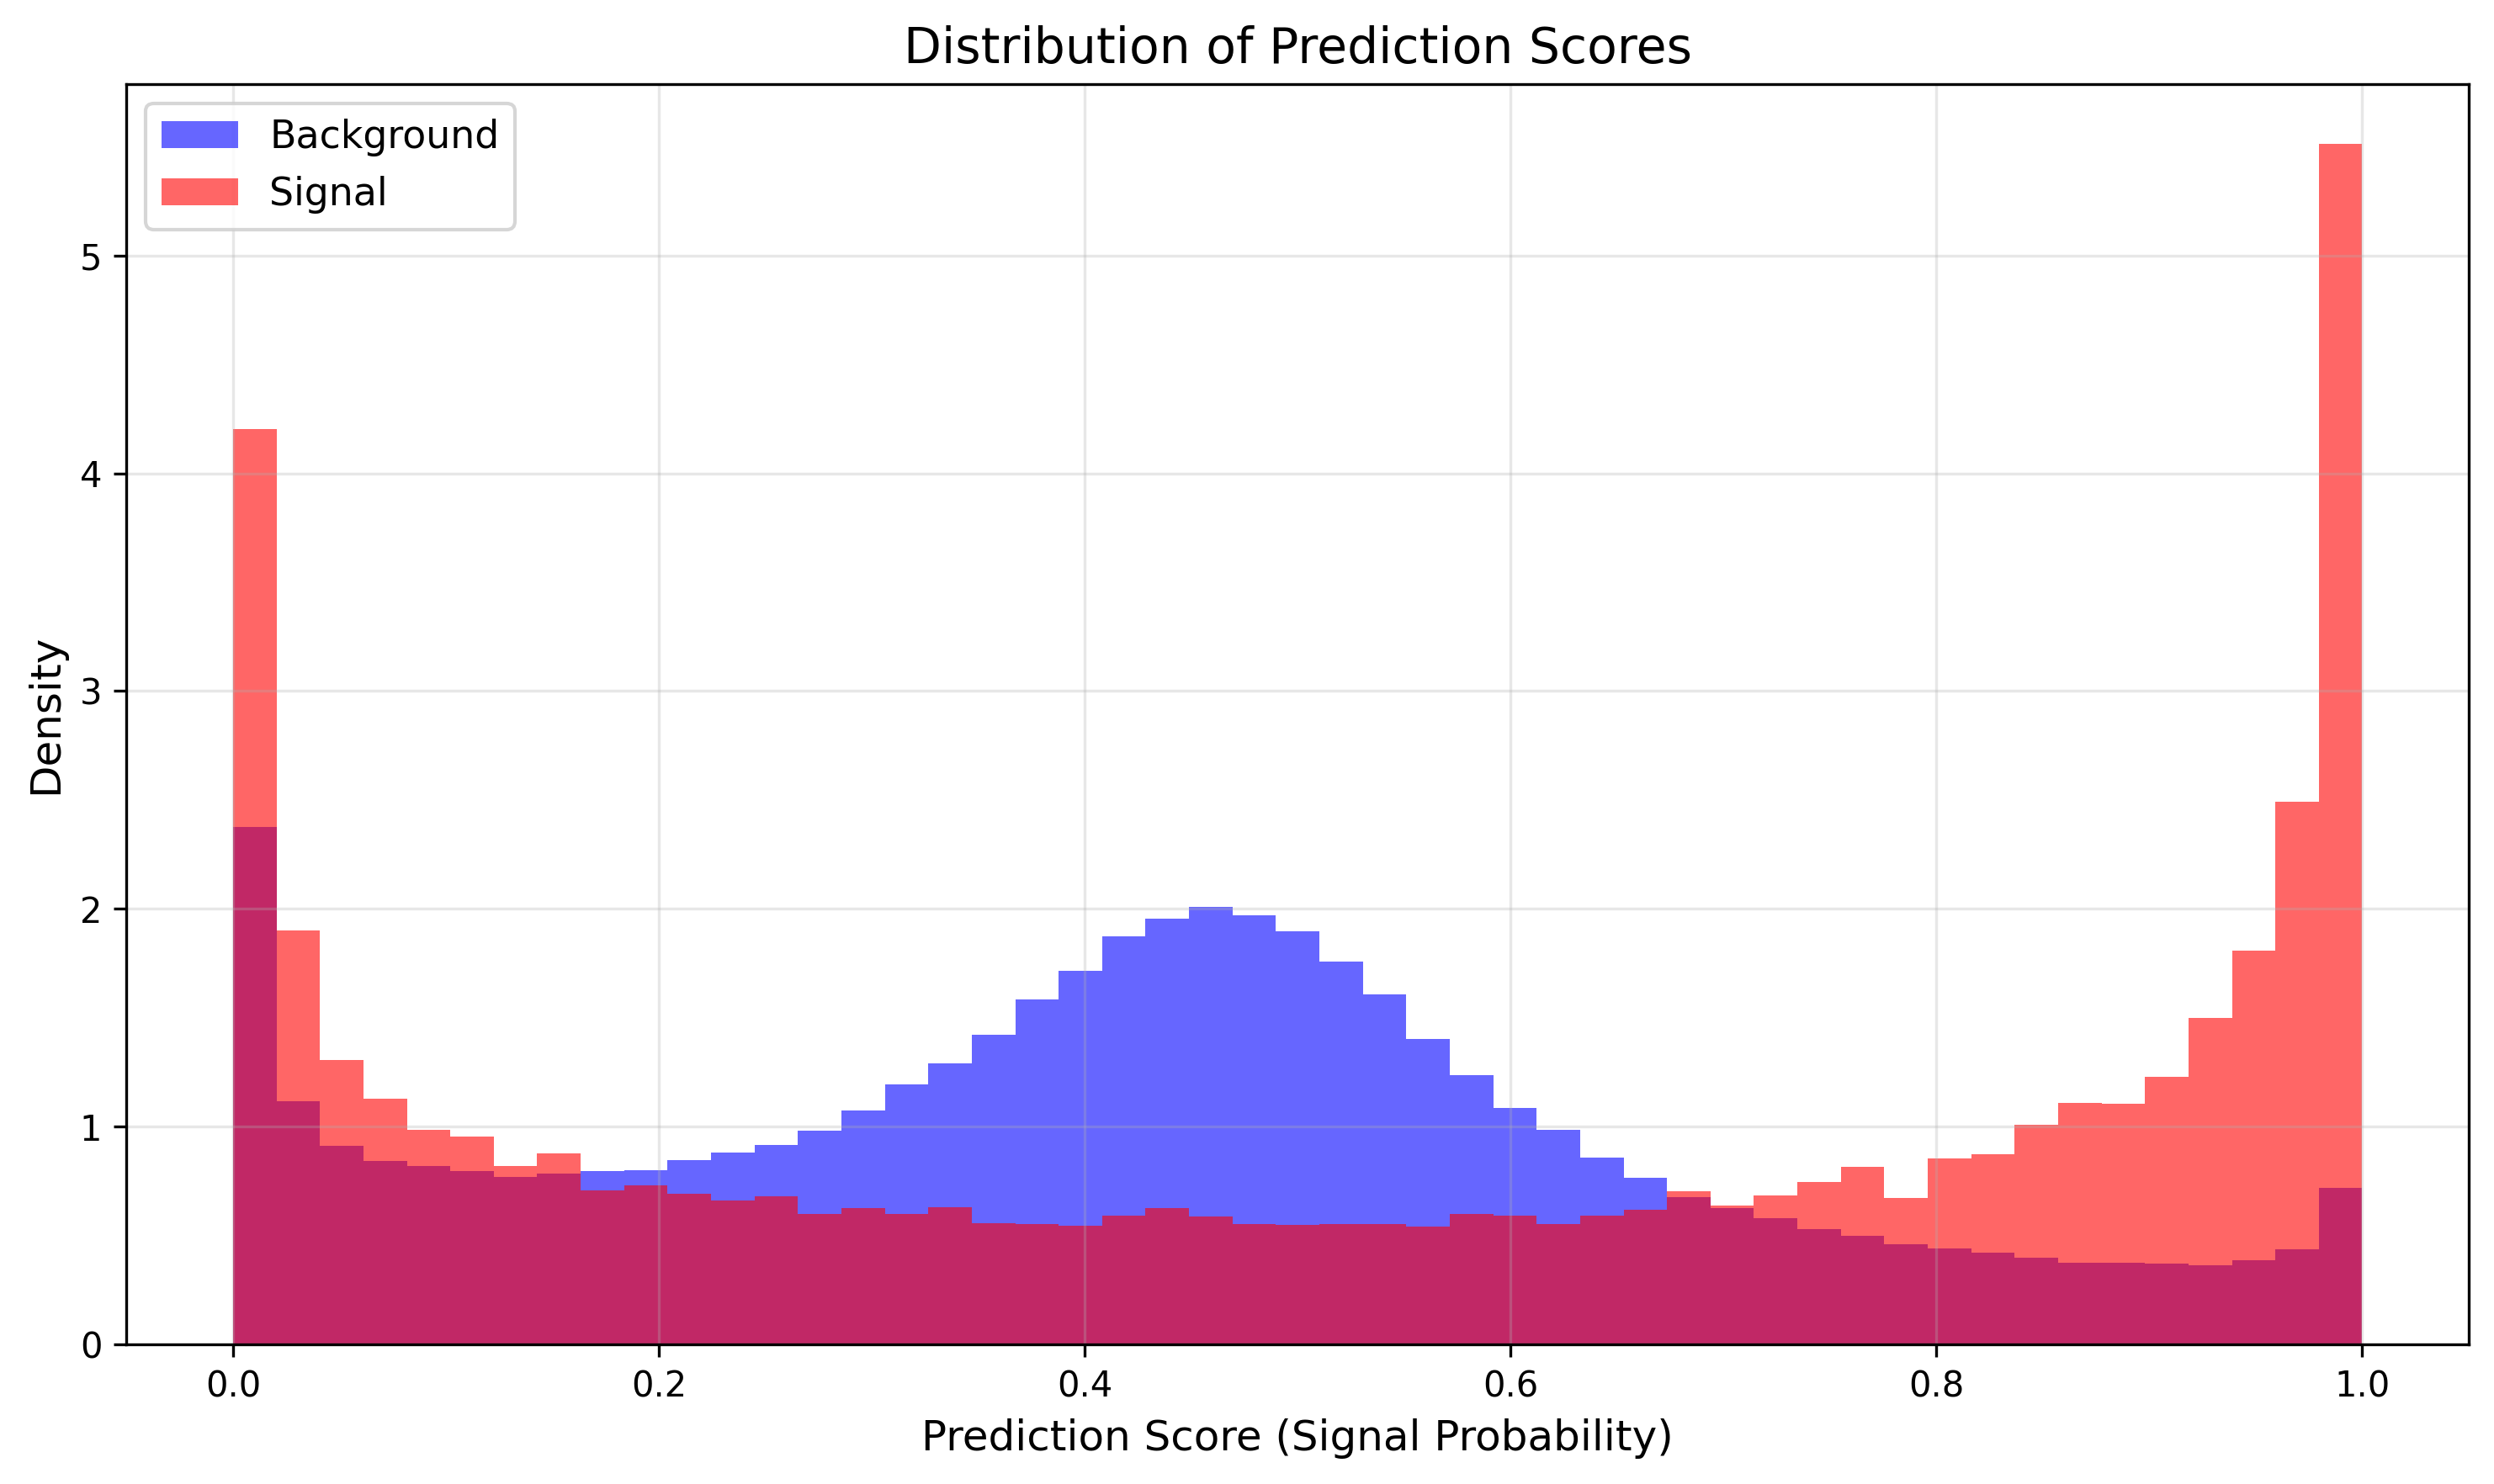 Distribution of Prediction Scores
Background
Signal
5
4
3
2
1
0
Density
0.0 0.2 0.4 0.6 0.8 1.0
Prediction Score (Signal Probability)